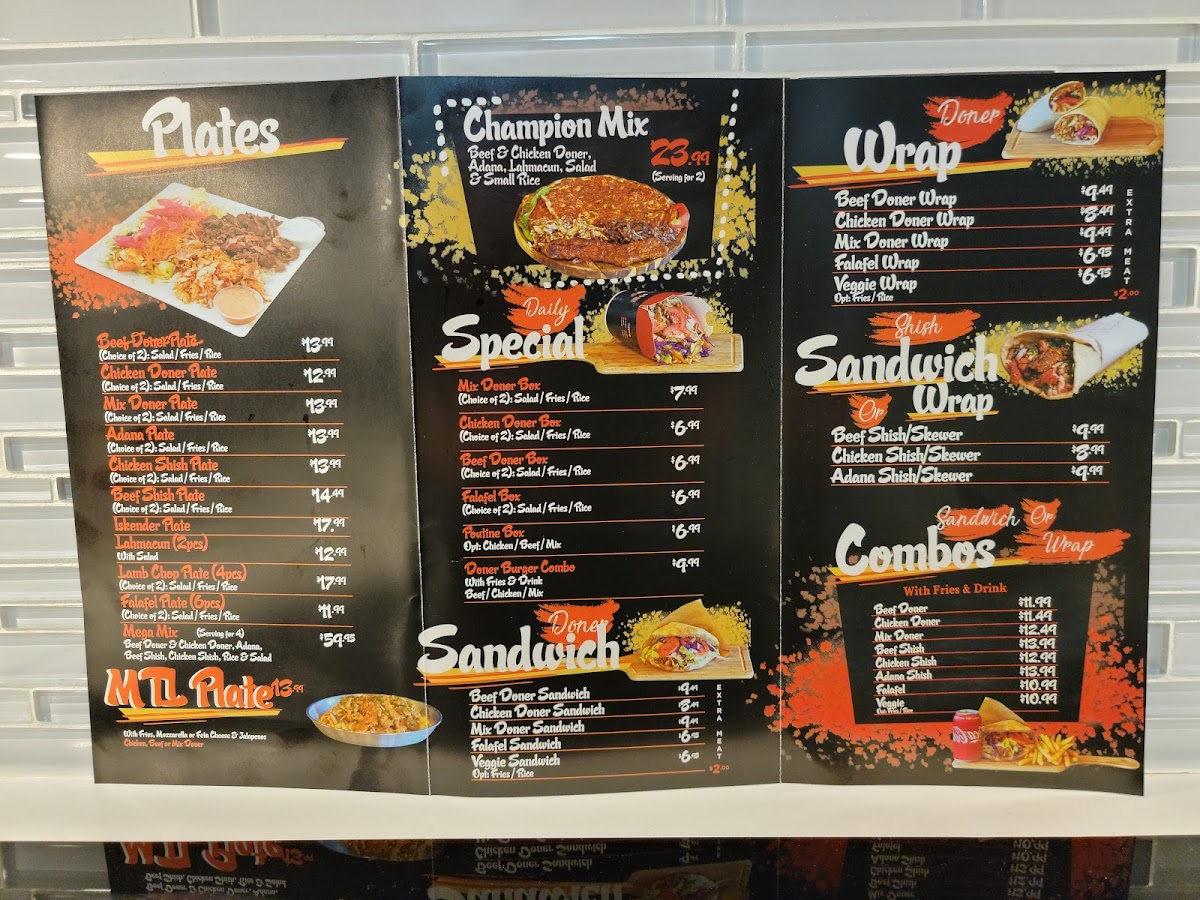 Plates
Beef Doner Plate $13.99
(Choice of 2): Salad / Fries / Rice
Chicken Doner Plate $12.99
(Choice of 2): Salad / Fries / Rice
Mix Doner Plate $13.99
(Choice of 2): Salad / Fries / Rice
Adana Plate $13.99
(Choice of 2): Salad / Fries / Rice
Chicken Shish Plate $13.99
(Choice of 2): Salad / Fries / Rice
Beef Shish Plate $14.99
(Choice of 2): Salad / Fries / Rice
Iskender Plate $17.99
Lahmacun (2pcs) $12.99
With Salad
Lamb Chop Plate (4pcs) $17.99
(Choice of 2): Salad / Fries / Rice
Falafel Plate (6pcs) $11.99
(Choice of 2): Salad / Fries / Rice
Mega Mix (Serving for 4) $59.95
Beef Doner & Chicken Doner, Adana,
Beef Shish, Chicken Shish, Rice & Salad
MTL Plate 13.99
With Fries, Mozzarella or Feta Cheese & Jalapenos
Chicken, Beef or Mix Doner
Champion Mix
Beef & Chicken Doner,
Adana, Lahmacun, Salad
& Small Rice
23.99
(Serving for 2)
Daily
Special
Mix Doner Box $7.99
(Choice of 2): Salad / Fries / Rice
Chicken Doner Box $6.99
(Choice of 2): Salad / Fries / Rice
Beef Doner Box $6.99
(Choice of 2): Salad / Fries / Rice
Falafel Box $6.99
(Choice of 2): Salad / Fries / Rice
Poutine Box $6.99
Opt: Chicken / Beef / Mix
Doner Burger Combo $9.99
With Fries & Drink
Beef / Chicken / Mix
Doner
Sandwich
Beef Doner Sandwich $9.49
Chicken Doner Sandwich $8.49
Mix Doner Sandwich $9.49
Falafel Sandwich $6.95
Veggie Sandwich $6.95
Opt: Fries / Rice
EXTRA MEAT
$2.00
Doner
Wrap
Beef Doner Wrap $9.49
Chicken Doner Wrap $8.49
Mix Doner Wrap $9.49
Falafel Wrap $6.95
Veggie Wrap $6.95
Opt: Fries / Rice
EXTRA MEAT
$2.00
Shish
Sandwich
Or Wrap
Beef Shish/Skewer $9.99
Chicken Shish/Skewer $8.99
Adana Shish/Skewer $9.99
Sandwich Or
Wrap
Combos
With Fries & Drink
Beef Doner $11.99
Chicken Doner $11.49
Mix Doner $12.49
Beef Shish $13.99
Chicken Shish $12.99
Adana Shish $13.99
Falafel $10.99
Veggie $10.99
Opt: Fries / Rice